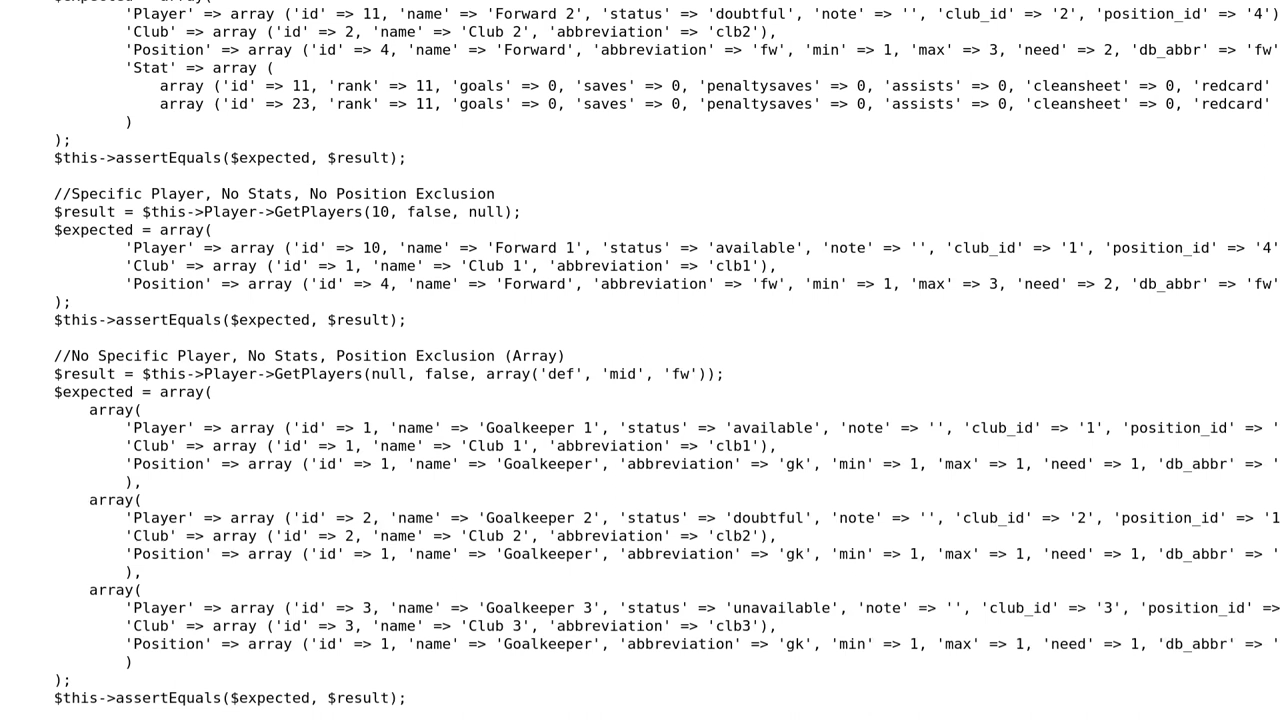 $expected = array(
'Player' => array ('id' => 11, 'name' => 'Forward 2', 'status' => 'doubtful', 'note' => '', 'club_id' => '2', 'position_id' => '4')
'Club' => array ('id' => 2, 'name' => 'Club 2', 'abbreviation' => 'clb2'),
'Position' => array ('id' => 4, 'name' => 'Forward', 'abbreviation' => 'fw', 'min' => 1, 'max' => 3, 'need' => 2, 'db_abbr' => 'fw'
'Stat' => array (
array ('id' => 11, 'rank' => 11, 'goals' => 0, 'saves' => 0, 'penaltysaves' => 0, 'assists' => 0, 'cleansheet' => 0, 'redcard'
array ('id' => 23, 'rank' => 11, 'goals' => 0, 'saves' => 0, 'penaltysaves' => 0, 'assists' => 0, 'cleansheet' => 0, 'redcard'
)
);
$this->assertEquals($expected, $result);
//Specific Player, No Stats, No Position Exclusion
$result = $this->Player->GetPlayers(10, false, null);
$expected = array(
'Player' => array ('id' => 10, 'name' => 'Forward 1', 'status' => 'available', 'note' => '', 'club_id' => '1', 'position_id' => '4'
'Club' => array ('id' => 1, 'name' => 'Club 1', 'abbreviation' => 'clb1'),
'Position' => array ('id' => 4, 'name' => 'Forward', 'abbreviation' => 'fw', 'min' => 1, 'max' => 3, 'need' => 2, 'db_abbr' => 'fw'
);
$this->assertEquals($expected, $result);
//No Specific Player, No Stats, Position Exclusion (Array)
$result = $this->Player->GetPlayers(null, false, array('def', 'mid', 'fw'));
$expected = array(
array(
'Player' => array ('id' => 1, 'name' => 'Goalkeeper 1', 'status' => 'available', 'note' => '', 'club_id' => '1', 'position_id' => '
'Club' => array ('id' => 1, 'name' => 'Club 1', 'abbreviation' => 'clb1'),
'Position' => array ('id' => 1, 'name' => 'Goalkeeper', 'abbreviation' => 'gk', 'min' => 1, 'max' => 1, 'need' => 1, 'db_abbr' => '
),
array(
'Player' => array ('id' => 2, 'name' => 'Goalkeeper 2', 'status' => 'doubtful', 'note' => '', 'club_id' => '2', 'position_id' => '1
'Club' => array ('id' => 2, 'name' => 'Club 2', 'abbreviation' => 'clb2'),
'Position' => array ('id' => 1, 'name' => 'Goalkeeper', 'abbreviation' => 'gk', 'min' => 1, 'max' => 1, 'need' => 1, 'db_abbr' => '
),
array(
'Player' => array ('id' => 3, 'name' => 'Goalkeeper 3', 'status' => 'unavailable', 'note' => '', 'club_id' => '3', 'position_id' =>
'Club' => array ('id' => 3, 'name' => 'Club 3', 'abbreviation' => 'clb3'),
'Position' => array ('id' => 1, 'name' => 'Goalkeeper', 'abbreviation' => 'gk', 'min' => 1, 'max' => 1, 'need' => 1, 'db_abbr' => '
)
);
$this->assertEquals($expected, $result);